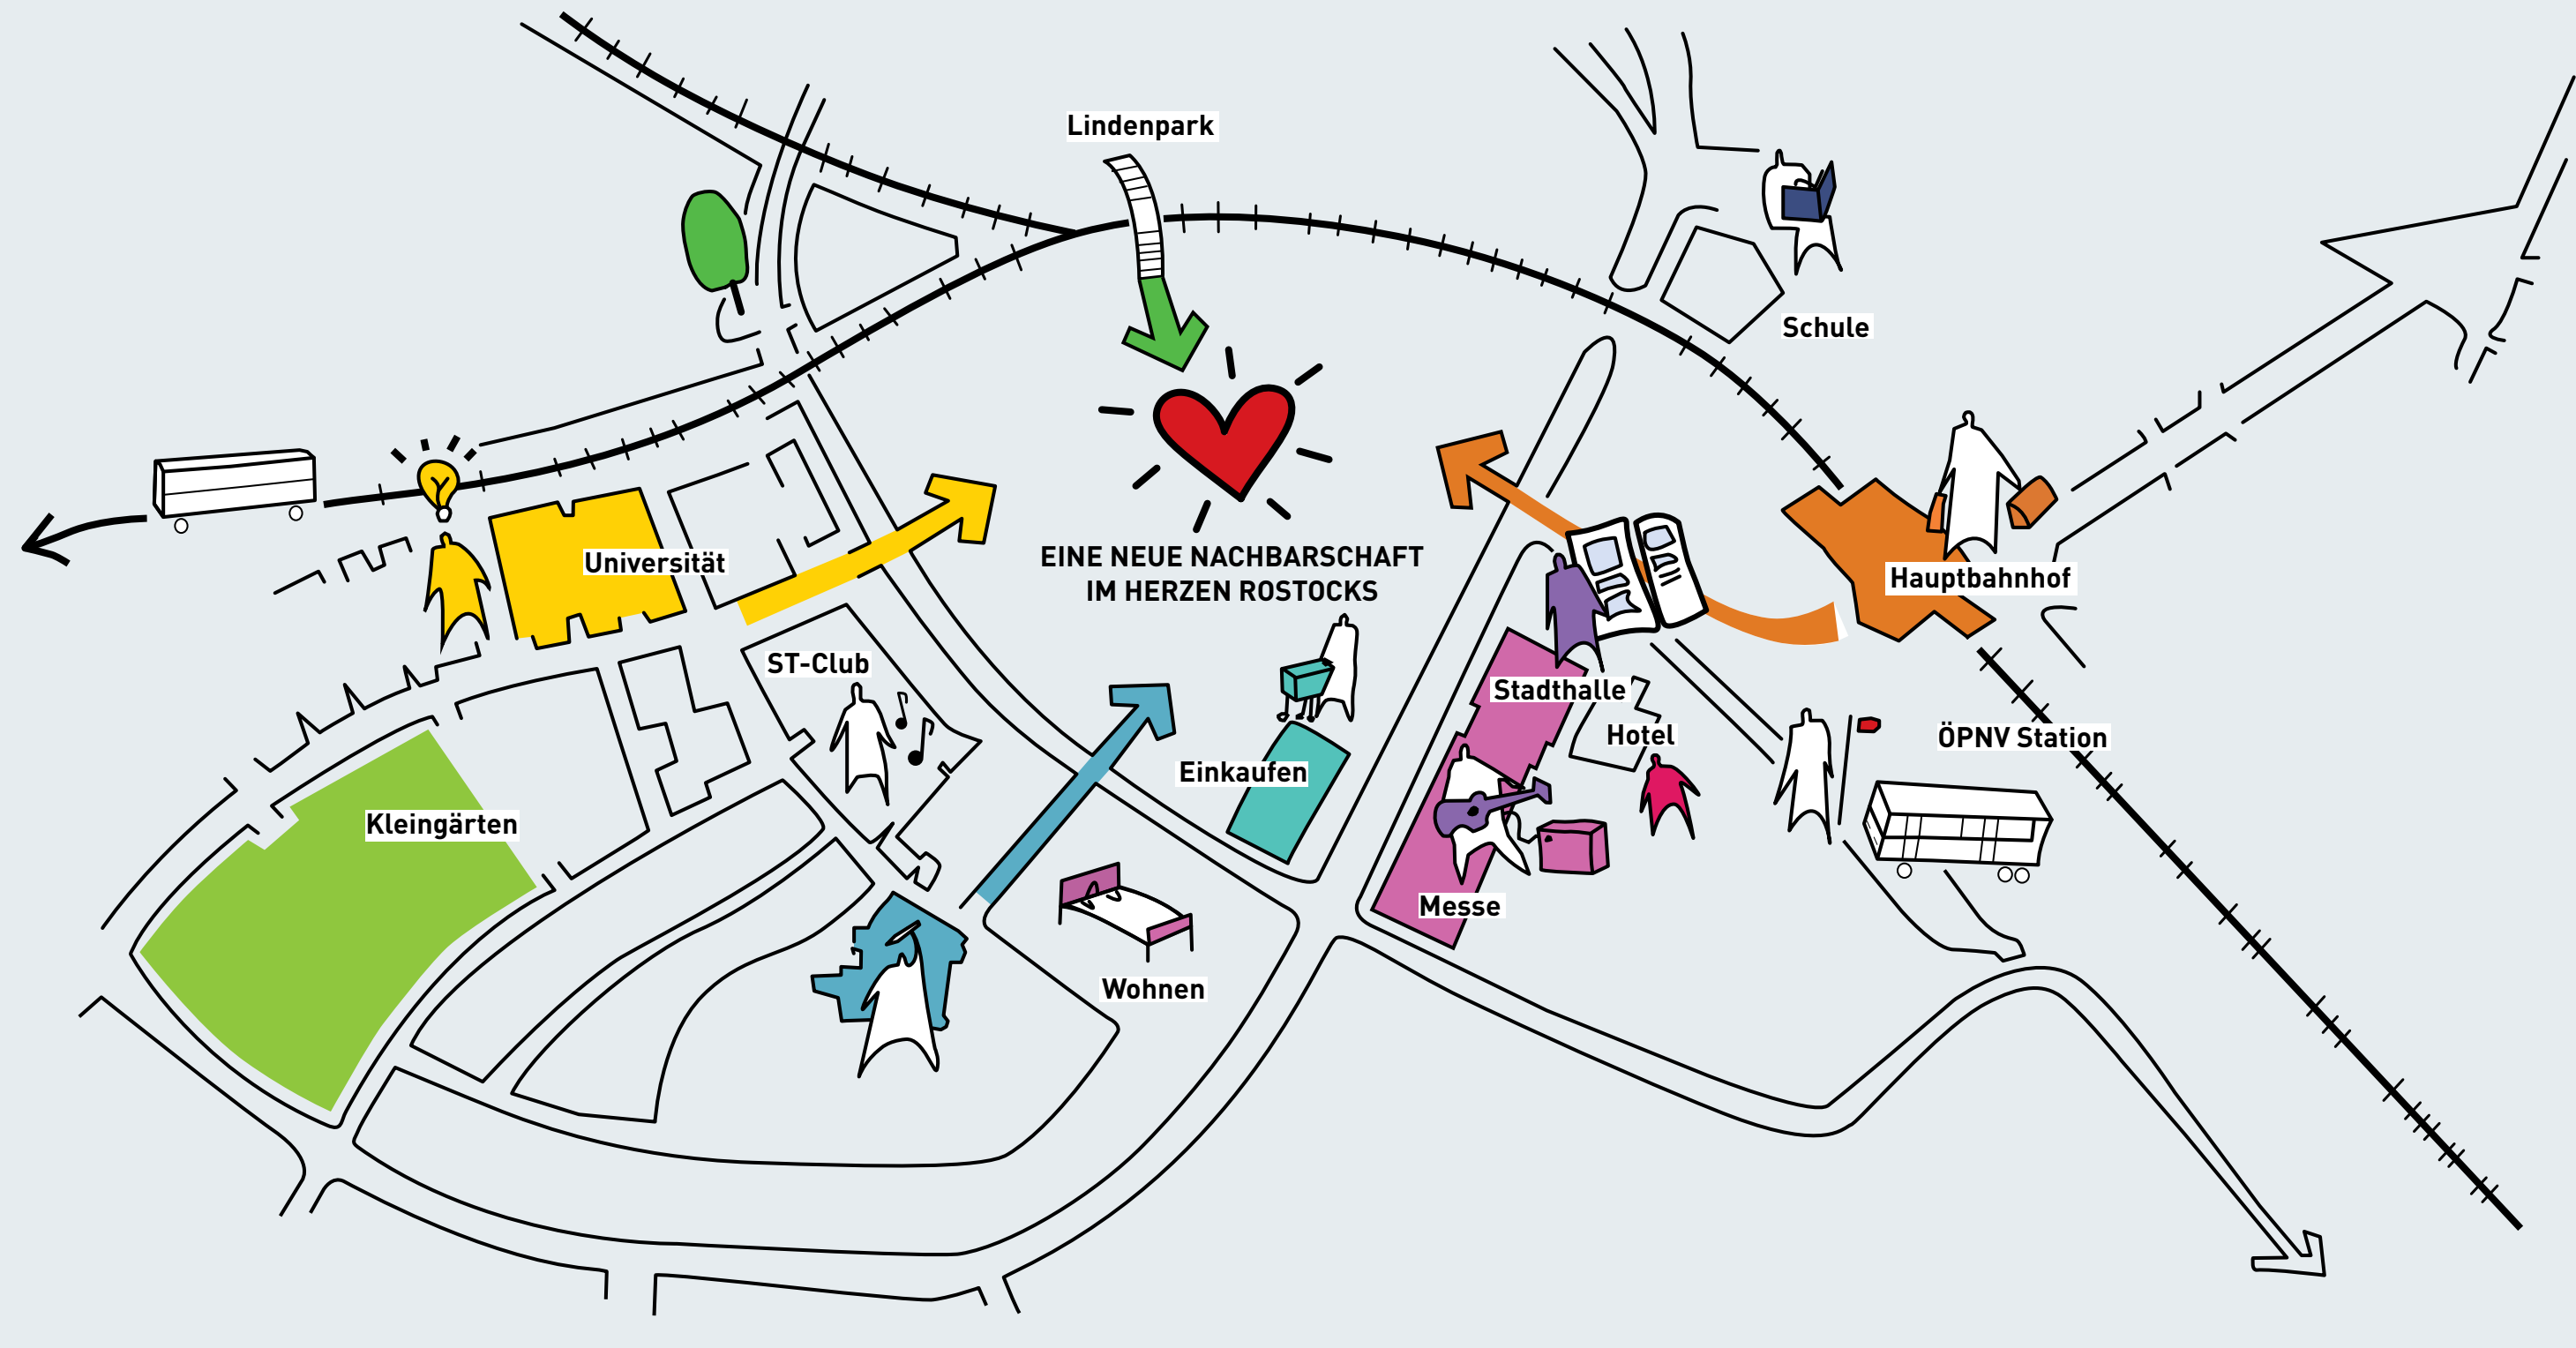 Lindenpark
Schule
EINE NEUE NACHBARSCHAFT
IM HERZEN ROSTOCKS
Universität
Hauptbahnhof
ST-Club
Stadthalle
Hotel
ÖPNV Station
Einkaufen
Kleingärten
Messe
Wohnen